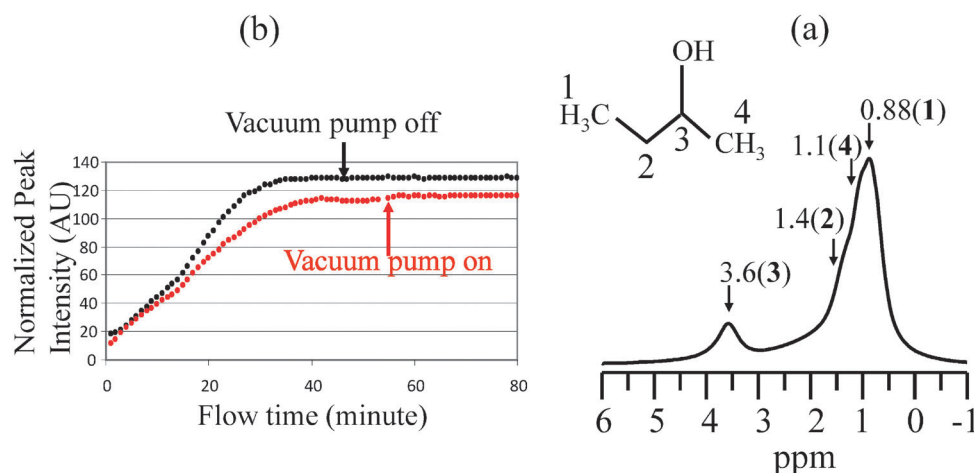 (b)
Vacuum pump off
Normalized Peak
Intensity (AU)
140
120
100
80
60
40
20
0
Vacuum pump on
0 20 40 60 80
Flow time (minute)
(a)
OH
1
H₃C
4
3
CH₃
2
0.88(1)
1.1(4)
1.4(2)
3.6(3)
6 5 4 3 2 1 0 -1
ppm